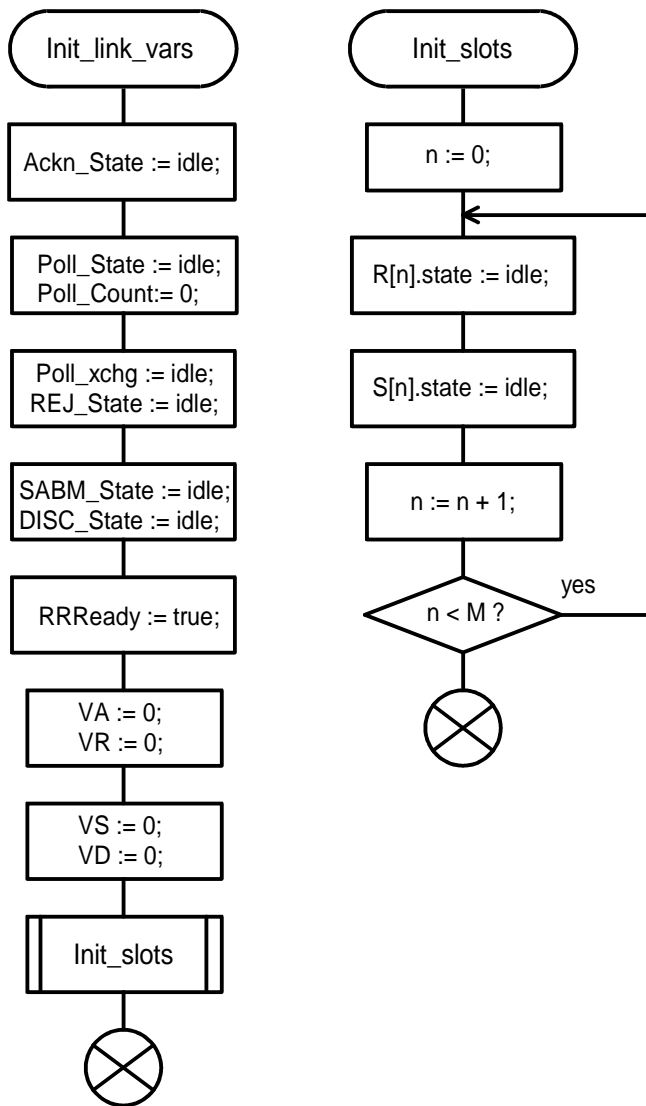 Init_link_vars
Ackn_State := idle;
Poll_State := idle;
Poll_Count:= 0;
Poll_xchg := idle;
REJ_State := idle;
SABM_State := idle;
DISC_State := idle;
RRReady := true;
VA := 0;
VR := 0;
VS := 0;
VD := 0;
Init_slots
Init_slots
n := 0;
R[n].state := idle;
S[n].state := idle;
n := n + 1;
n < M ?
yes